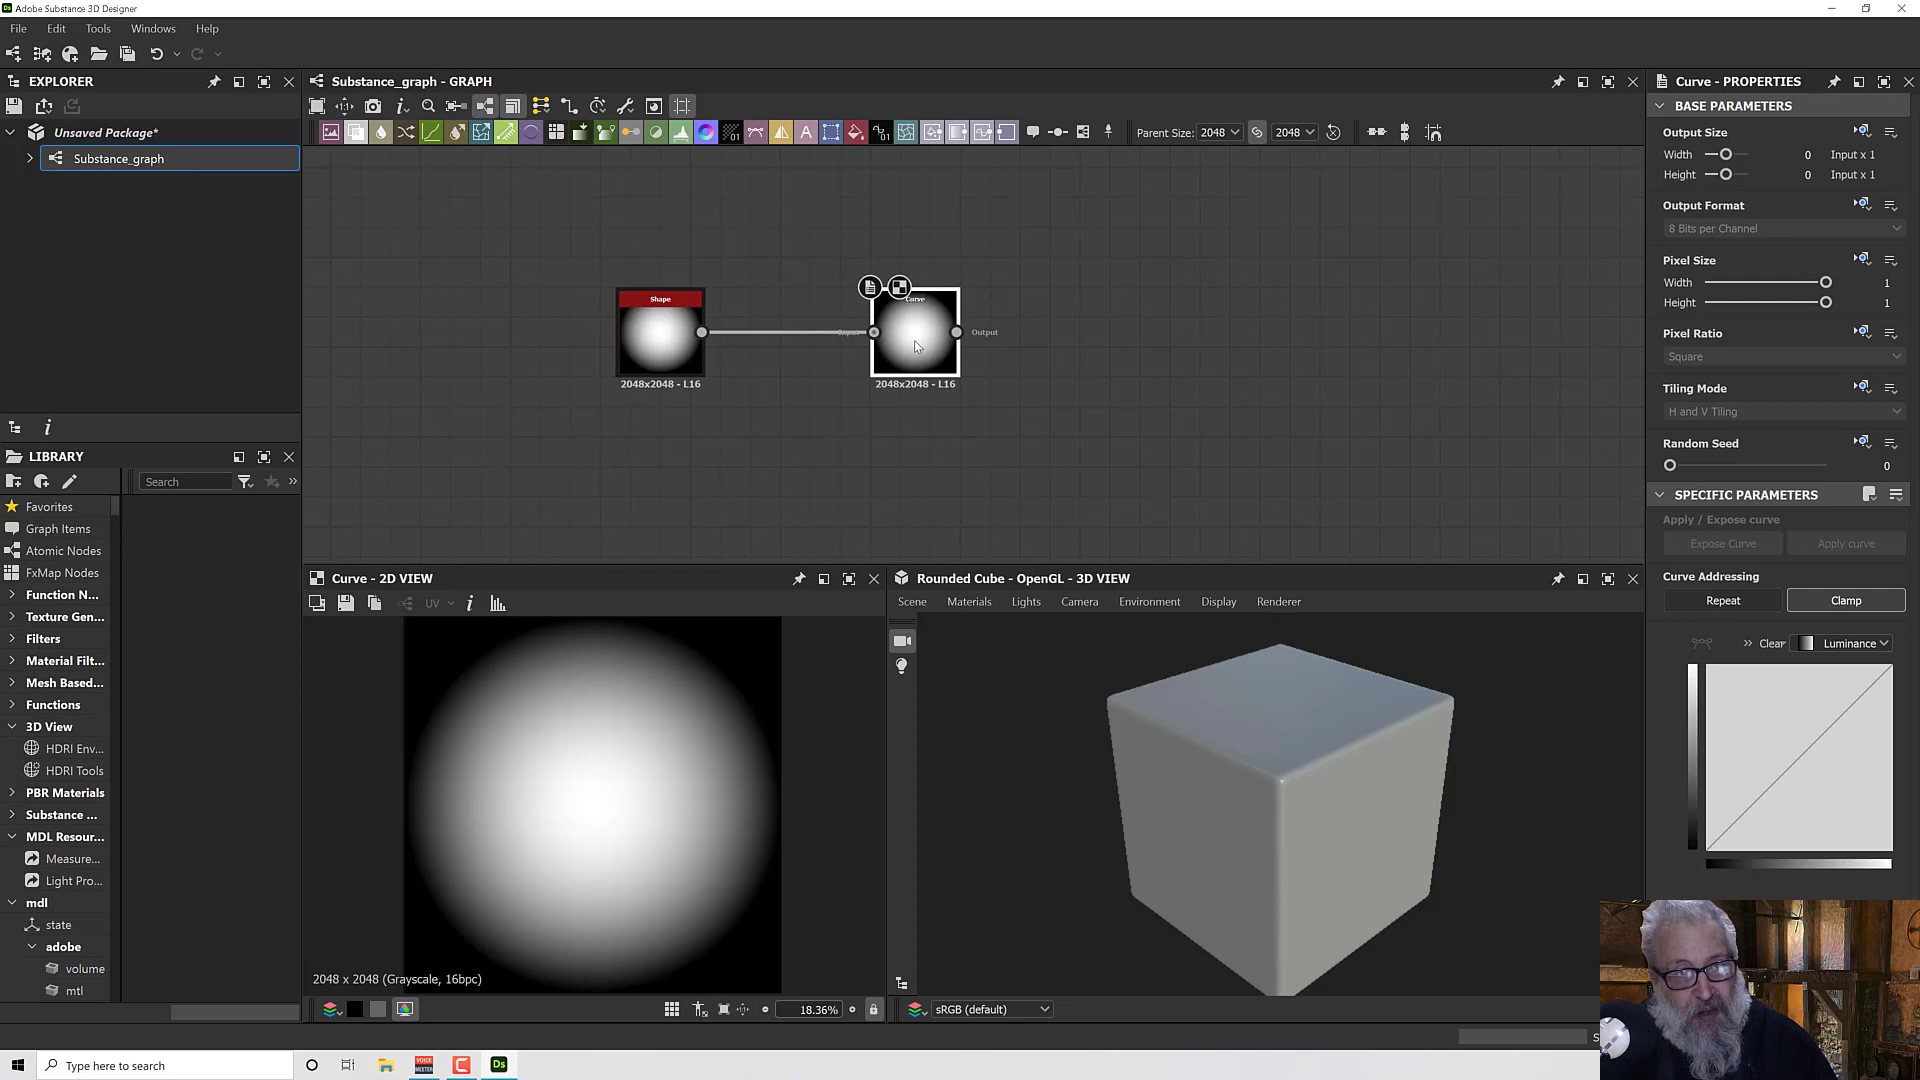 Adobe Substance 3D Designer
File Edit Tools Windows Help
EXPLORER
Unsaved Package*
Substance_graph
LIBRARY
Search
Favorites
Graph Items
Atomic Nodes
FxMap Nodes
Function N...
Texture Gen...
Filters
Material Filt...
Mesh Based...
Functions
3D View
HDRI Env...
HDRI Tools
PBR Materials
Substance ...
MDL Resour...
Measure...
Light Pro...
mdl
state
adobe
volume
mtl
Substance_graph - GRAPH
Parent Size: 2048 2048
Shape
2048x2048 - L16
Curve
Input
Output
2048x2048 - L16
Curve - 2D VIEW
UV
2048 x 2048 (Grayscale, 16bpc)
18.36%
Rounded Cube - OpenGL - 3D VIEW
Scene Materials Lights Camera Environment Display Renderer
sRGB (default)
Curve - PROPERTIES
BASE PARAMETERS
Output Size
Width 0 Input x 1
Height 0 Input x 1
Output Format
8 Bits per Channel
Pixel Size
Width 1
Height 1
Pixel Ratio
Square
Tiling Mode
H and V Tiling
Random Seed
0
SPECIFIC PARAMETERS
Apply / Expose curve
Expose Curve Apply curve
Curve Addressing
Repeat Clamp
Clear Luminance
Type here to search
VOICE
MEETER
Ds